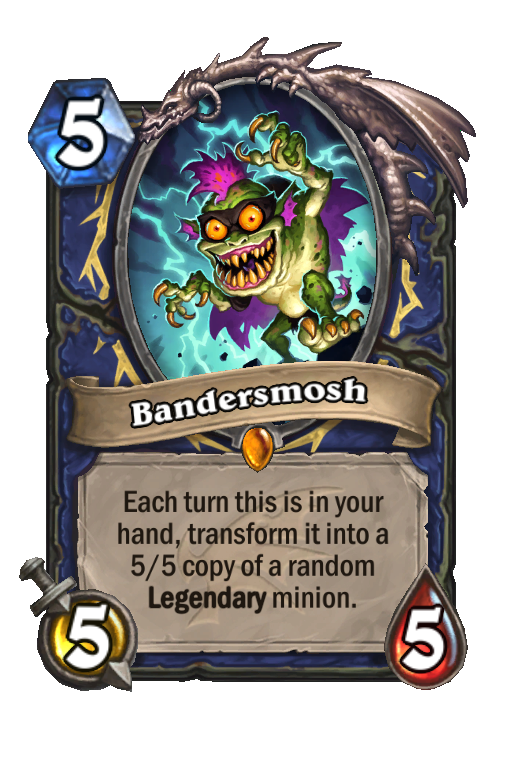 5
Bandersmosh
Each turn this is in your
hand, transform it into a
5/5 copy of a random
Legendary minion.
5
5